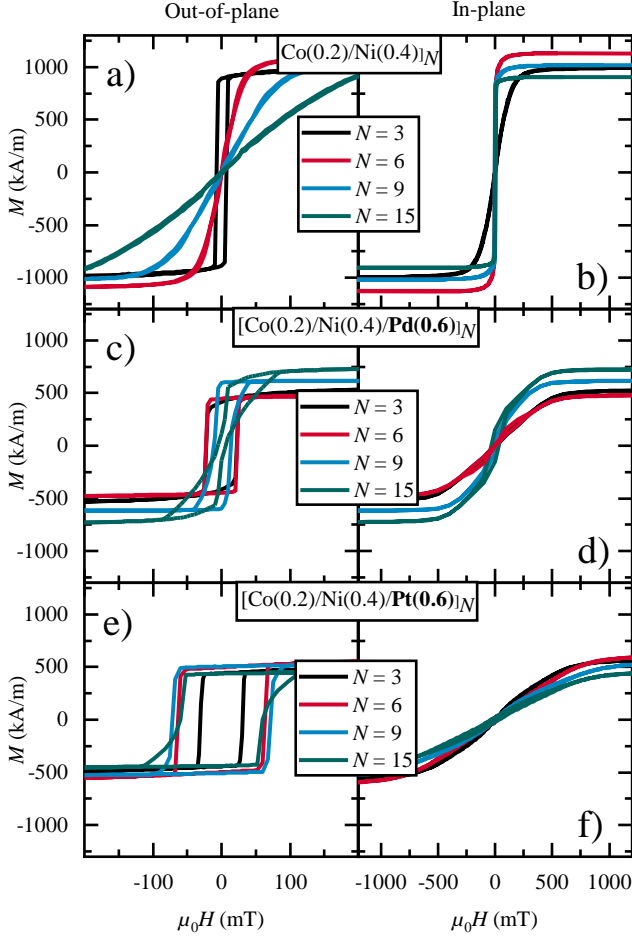 Out-of-plane In-plane
a) Co(0.2)/Ni(0.4)]N b)
1000
500
0
-500
-1000
M (kA/m)
N = 3
N = 6
N = 9
N = 15
c) [Co(0.2)/Ni(0.4)/Pd(0.6)]N d)
1000
500
0
-500
-1000
M (kA/m)
N = 3
N = 6
N = 9
N = 15
e) [Co(0.2)/Ni(0.4)/Pt(0.6)]N f)
1000
500
0
-500
-1000
M (kA/m)
N = 3
N = 6
N = 9
N = 15
-100 0 100 -1000 -500 0 500 1000
μ0H (mT) μ0H (mT)